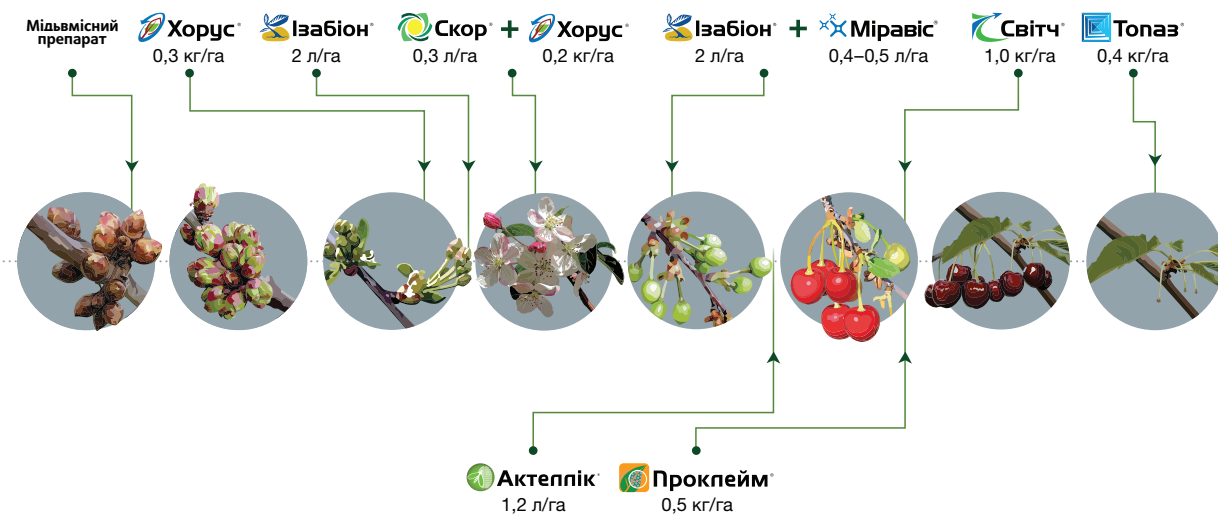 Мідьвмісний
препарат
Хорус®
0,3 кг/га
Ізабіон®
2 л/га
Скор® + Хорус®
0,3 л/га 0,2 кг/га
Ізабіон® + Міравіс®
2 л/га 0,4–0,5 л/га
Світч®
1,0 кг/га
Топаз®
0,4 кг/га
Актеллік®
1,2 л/га
Проклейм®
0,5 кг/га